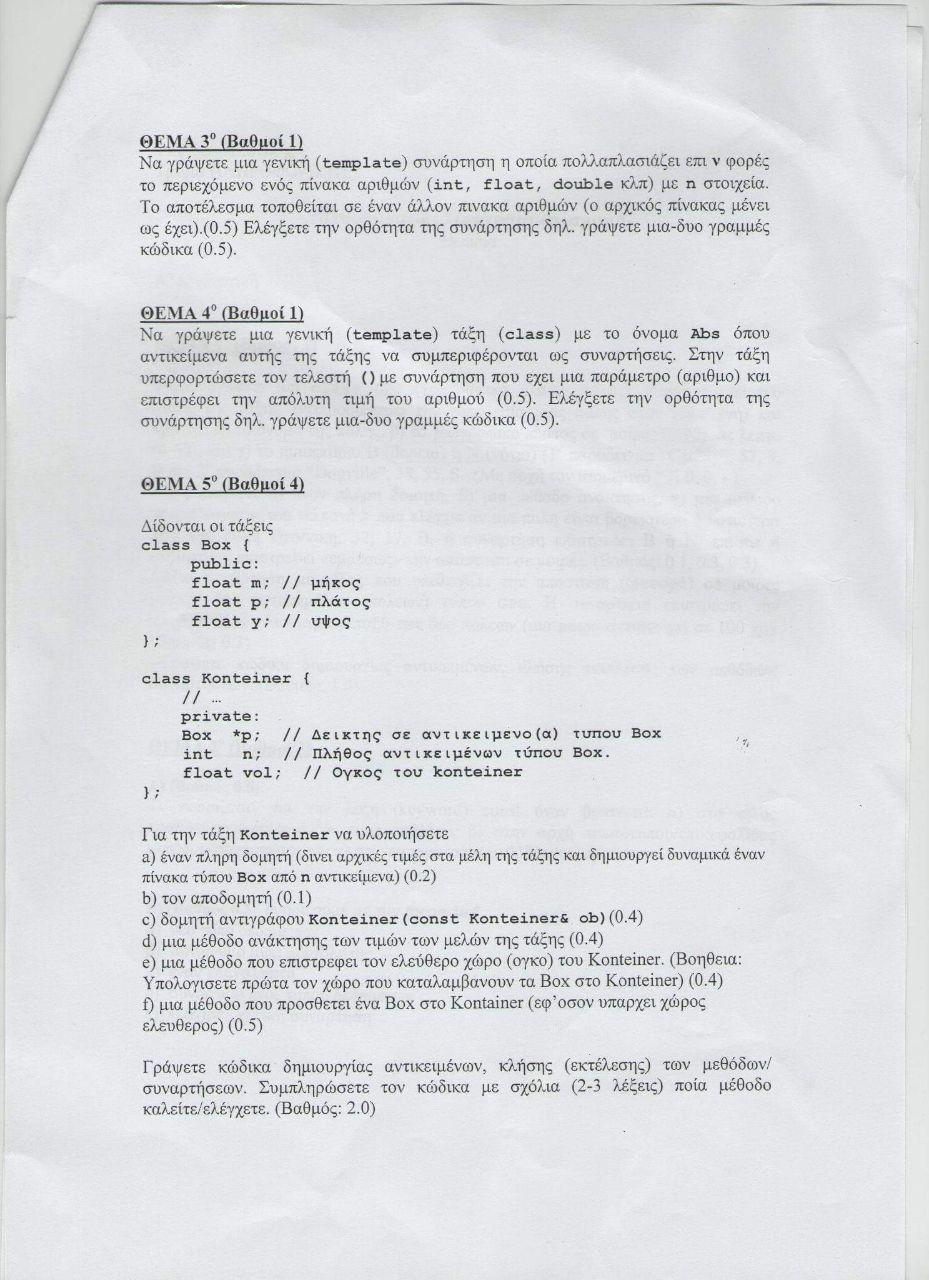 ΘΕΜΑ 3ο (Βαθμοί 1)
Να γράψετε μια γενική (template) συνάρτηση η οποία πολλαπλασιάζει επι ν φορές
το περιεχόμενο ενός πίνακα αριθμών (int, float, double κλπ) με n στοιχεία.
Το αποτέλεσμα τοποθείται σε έναν άλλον πινακα αριθμών (ο αρχικός πίνακας μένει
ως έχει).(0.5) Ελέγξετε την ορθότητα της συνάρτησης δηλ. γράψετε μια-δυο γραμμές
κώδικα (0.5).
ΘΕΜΑ 4ο (Βαθμοί 1)
Να γράψετε μια γενική (template) τάξη (class) με το όνομα Abs όπου
αντικείμενα αυτής της τάξης να συμπεριφέρονται ως συναρτήσεις. Στην τάξη
υπερφορτώσετε τον τελεστή () με συνάρτηση που εχει μια παράμετρο (αριθμο) και
επιστρέφει την απόλυτη τιμή του αριθμού (0.5). Ελέγξετε την ορθότητα της
συνάρτησης δηλ. γράψετε μια-δυο γραμμές κώδικα (0.5).
ΘΕΜΑ 5ο (Βαθμοί 4)
Δίδονται οι τάξεις
class Box {
public:
float m; // μήκος
float p; // πλάτος
float y; // υψος
};
class Konteiner {
// …
private:
Box *p; // Δεικτης σε αντικειμενο(α) τυπου Box
int n; // Πλήθος αντικειμένων τύπου Box.
float vol; // Ογκος του konteiner
};
Για την τάξη Konteiner να υλοποιήσετε
a) έναν πληρη δομητή (δινει αρχικές τιμές στα μέλη της τάξης και δημιουργεί δυναμικά έναν
πίνακα τύπου Box από n αντικείμενα) (0.2)
b) τον αποδομητή (0.1)
c) δομητή αντιγράφου Konteiner(const Konteiner& ob) (0.4)
d) μια μέθοδο ανάκτησης των τιμών των μελών της τάξης (0.4)
e) μια μέθοδο που επιστρεφει τον ελεύθερο χώρο (ογκο) του Konteiner. (Βοηθεια:
Υπολογισετε πρώτα τον χώρο που καταλαμβανουν τα Box στο Konteiner) (0.4)
f) μια μέθοδο που προσθετει ένα Box στο Kontainer (εφ’οσον υπαρχει χώρος
ελευθερος) (0.5)
Γράψετε κώδικα δημιουργίας αντικειμένων, κλήσης (εκτέλεσης) των μεθόδων/
συναρτήσεων. Συμπληρώσετε τον κώδικα με σχόλια (2-3 λέξεις) ποία μέθοδο
καλείτε/ελέγχετε. (Βαθμός: 2.0)